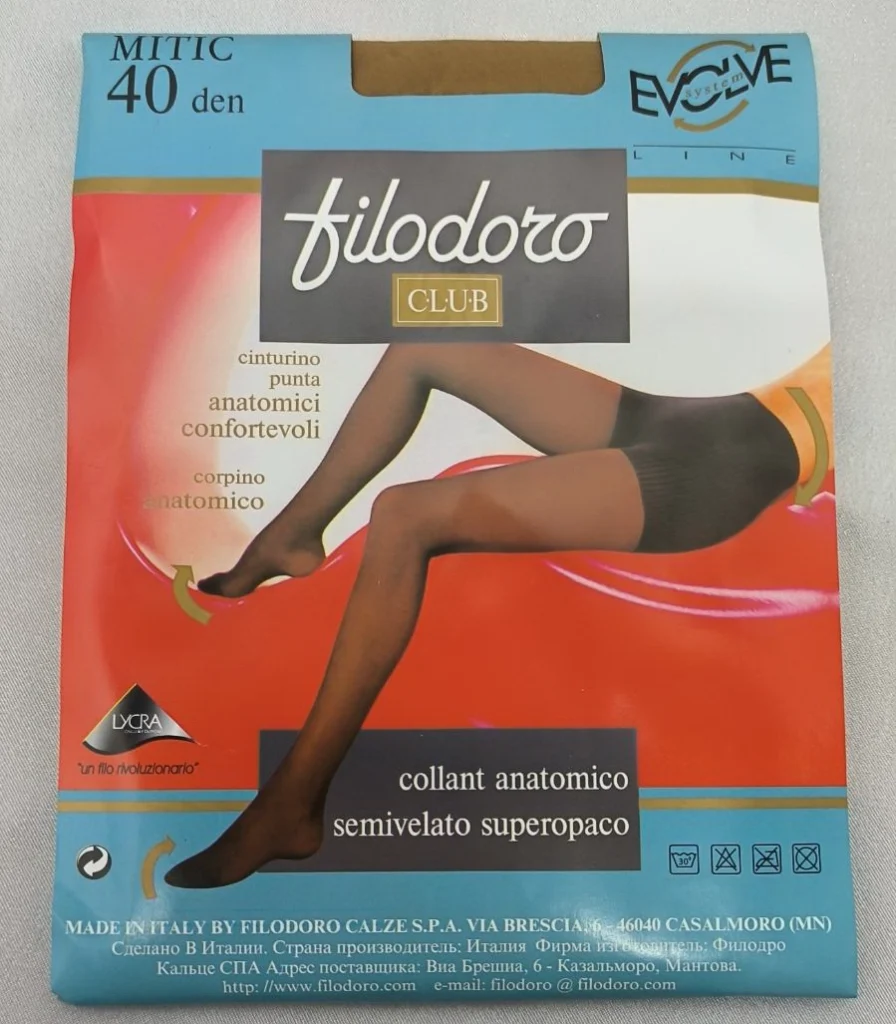 MITIC
40 den
EVOLVE
system
LINE
filodoro
C·L·U·B
cinturino
punta
anatomici
confortevoli
corpino
anatomico
LYCRA
"un filo rivoluzionario"
collant anatomico
semivelato superopaco
30°
MADE IN ITALY BY FILODORO CALZE S.P.A. VIA BRESCIA, 6 - 46040 CASALMORO (MN)
Сделано В Италии. Страна производитель: Италия Фирма изготовитель: Филодро
Кальце СПА Адрес поставщика: Виа Брешиа, 6 - Казальморо, Мантова.
http: //www.filodoro.com e-mail: filodoro @ filodoro.com